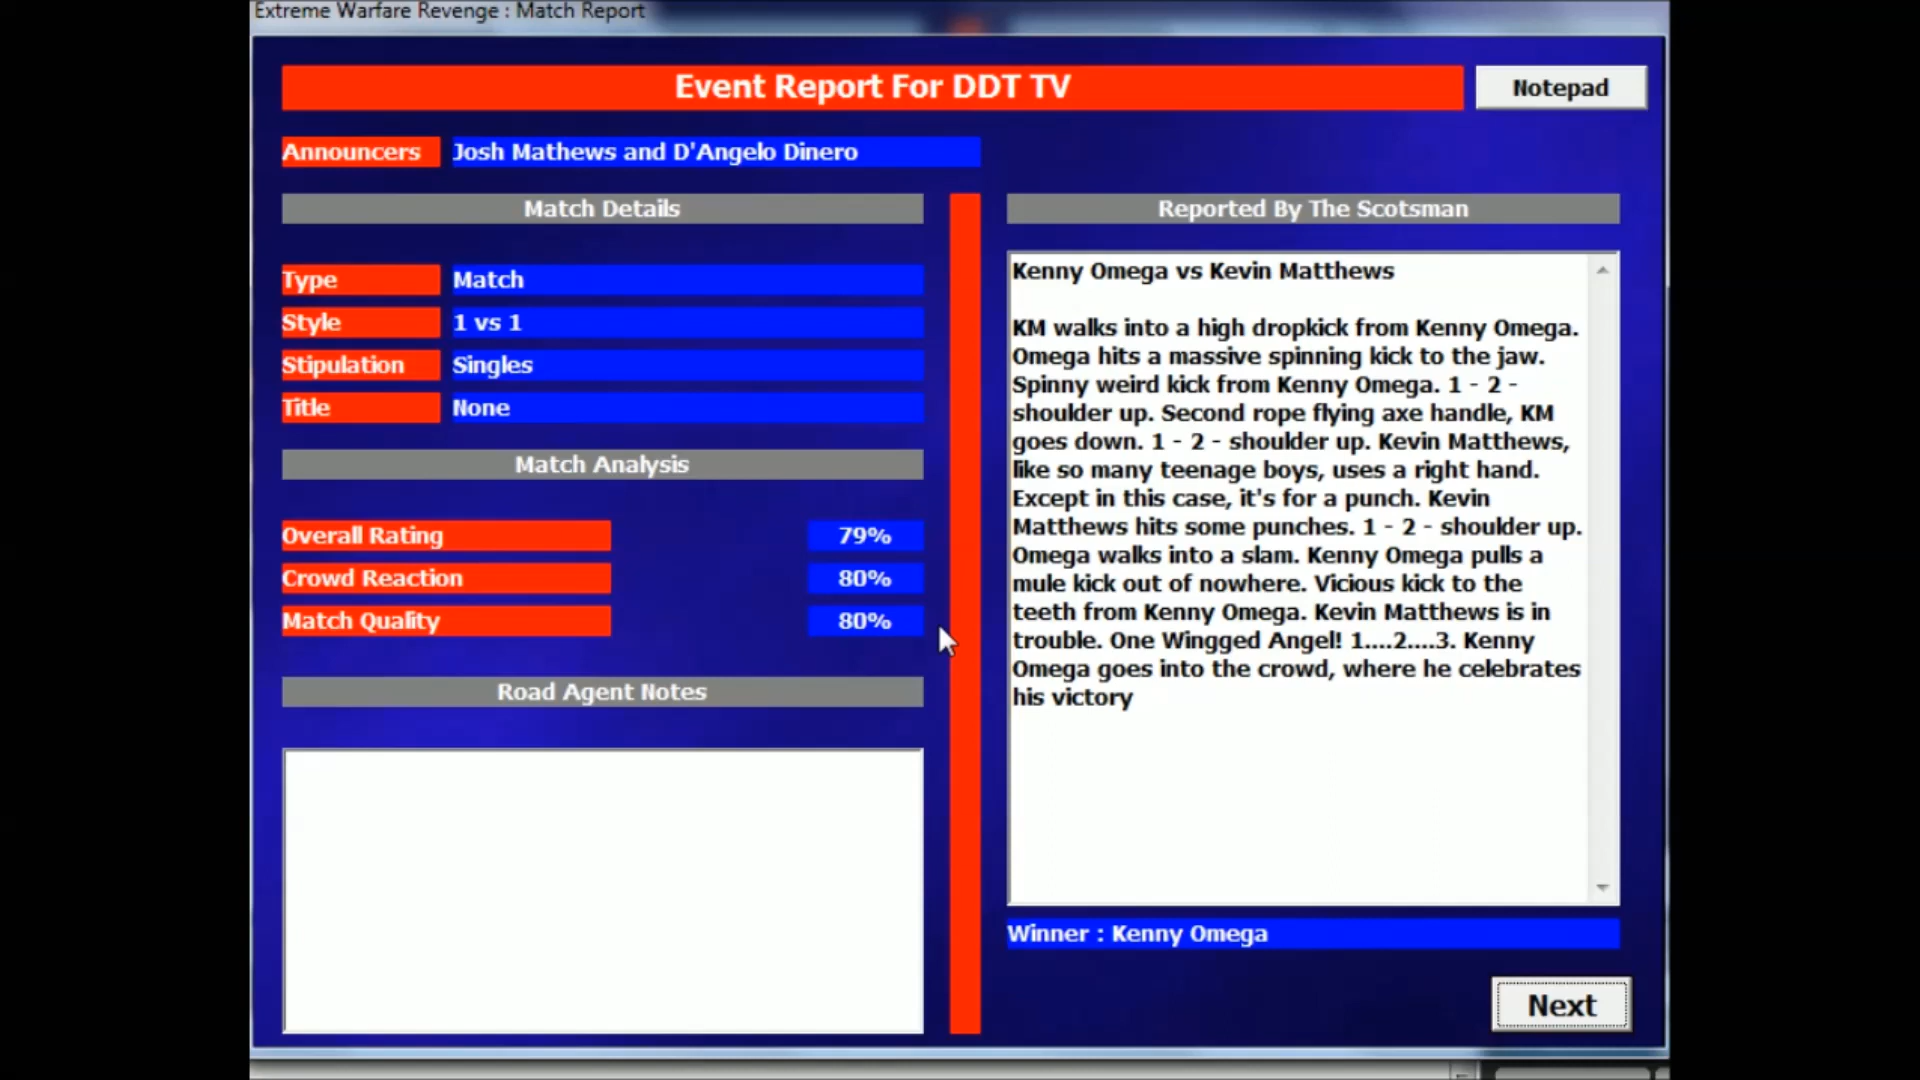 Extreme Warfare Revenge : Match Report
Event Report For DDT TV
Notepad
Announcers
Josh Mathews and D'Angelo Dinero
Match Details
Type
Match
Style
1 vs 1
Stipulation
Singles
Title
None
Match Analysis
Overall Rating
79%
Crowd Reaction
80%
Match Quality
80%
Road Agent Notes
Reported By The Scotsman
Kenny Omega vs Kevin Matthews
KM walks into a high dropkick from Kenny Omega.
Omega hits a massive spinning kick to the jaw.
Spinny weird kick from Kenny Omega. 1 - 2 -
shoulder up. Second rope flying axe handle, KM
goes down. 1 - 2 - shoulder up. Kevin Matthews,
like so many teenage boys, uses a right hand.
Except in this case, it's for a punch. Kevin
Matthews hits some punches. 1 - 2 - shoulder up.
Omega walks into a slam. Kenny Omega pulls a
mule kick out of nowhere. Vicious kick to the
teeth from Kenny Omega. Kevin Matthews is in
trouble. One Wingged Angel! 1....2....3. Kenny
Omega goes into the crowd, where he celebrates
his victory
Winner : Kenny Omega
Next